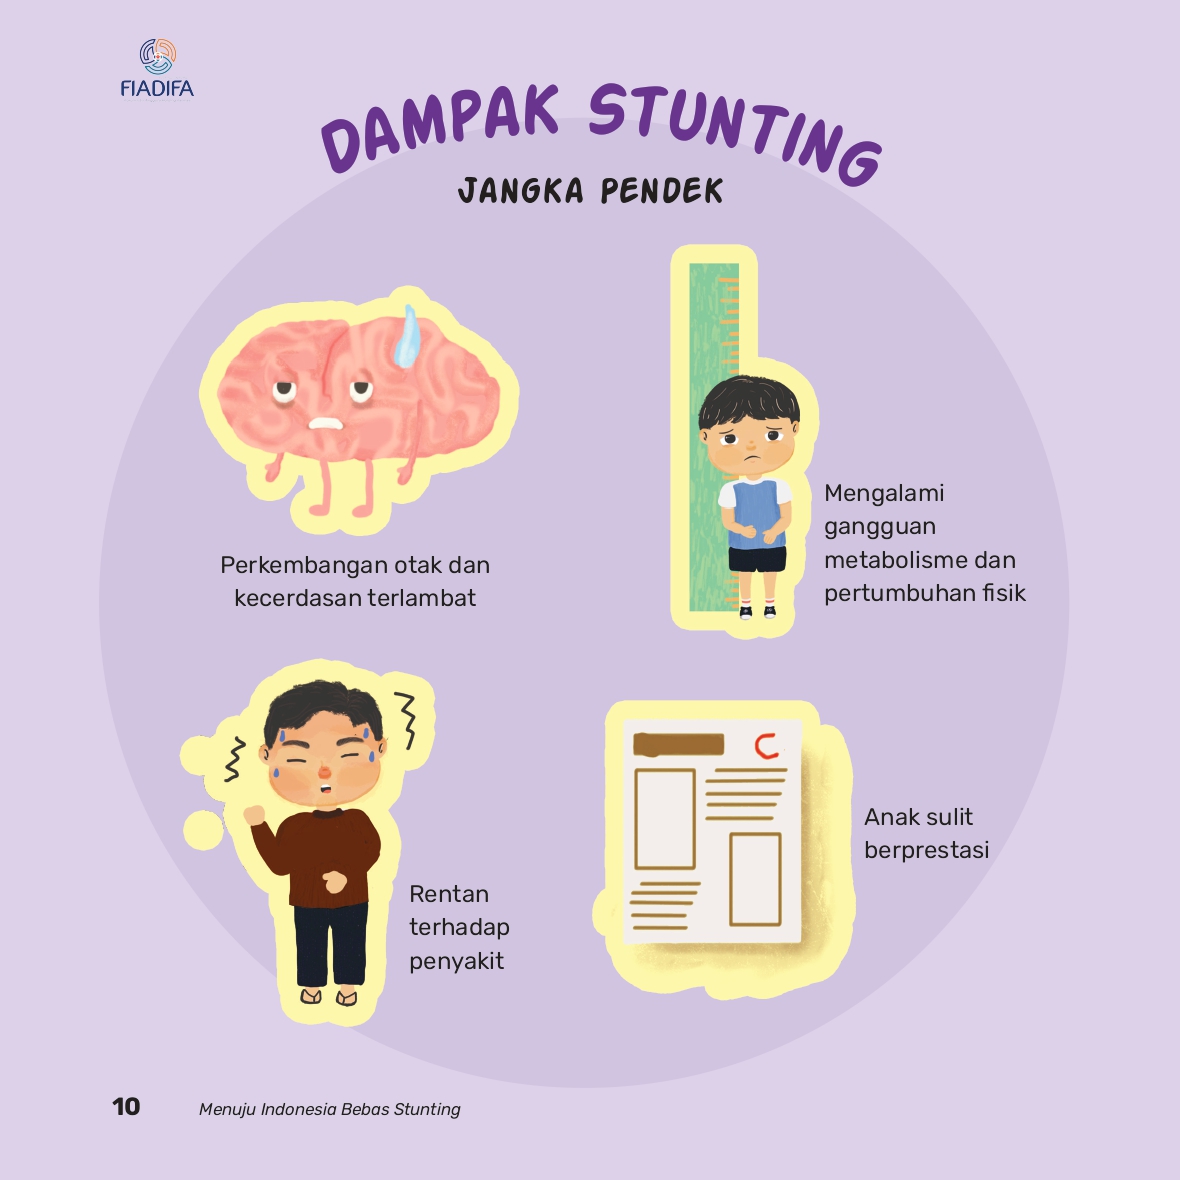 FIADIFA
DAMPAK STUNTING
JANGKA PENDEK
Perkembangan otak dan
kecerdasan terlambat
Mengalami
gangguan
metabolisme dan
pertumbuhan fisik
Rentan
terhadap
penyakit
C
Anak sulit
berprestasi
10
Menuju Indonesia Bebas Stunting